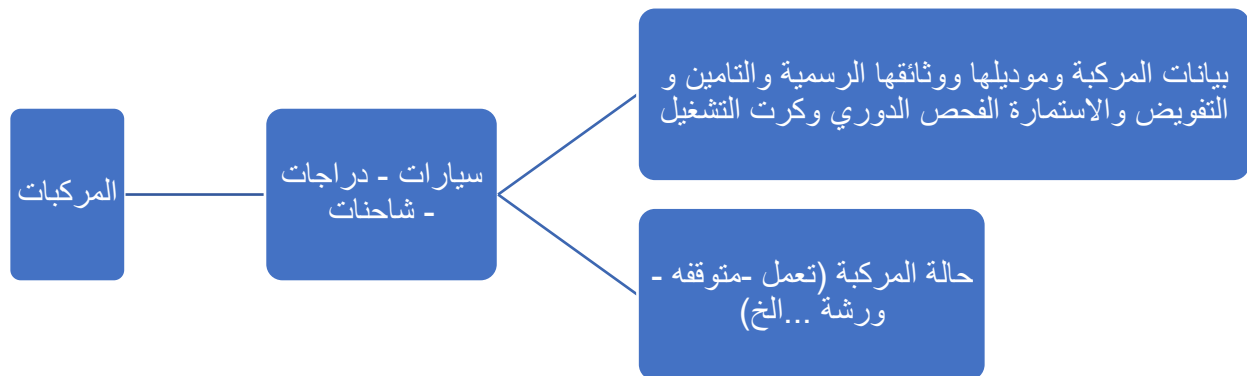 المركبات
سيارات - دراجات
- شاحنات
بيانات المركبة وموديلها ووثائقها الرسمية والتامين و
التفويض والاستمارة الفحص الدوري وكرت التشغيل
حالة المركبة (تعمل -متوقفه -
ورشة ...الخ)